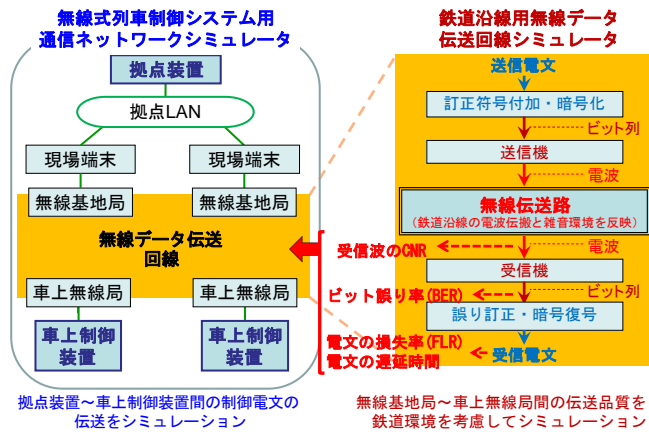 無線式列車制御システム用
通信ネットワークシミュレータ
拠点装置
拠点LAN
現場端末
現場端末
無線基地局
無線基地局
無線データ伝送
回線
車上無線局
車上無線局
車上制御
装置
車上制御
装置
拠点装置～車上制御装置間の制御電文の
伝送をシミュレーション
鉄道沿線用無線データ
伝送回線シミュレータ
送信電文
訂正符号付加・暗号化
ビット列
送信機
電波
無線伝送路
(鉄道沿線の電波伝搬と雑音環境を反映)
受信波のCNR
電波
受信機
ビット誤り率(BER)
ビット列
誤り訂正・暗号復号
電文の損失率(FLR)
電文の遅延時間
受信電文
無線基地局～車上無線局間の伝送品質を
鉄道環境を考慮してシミュレーション